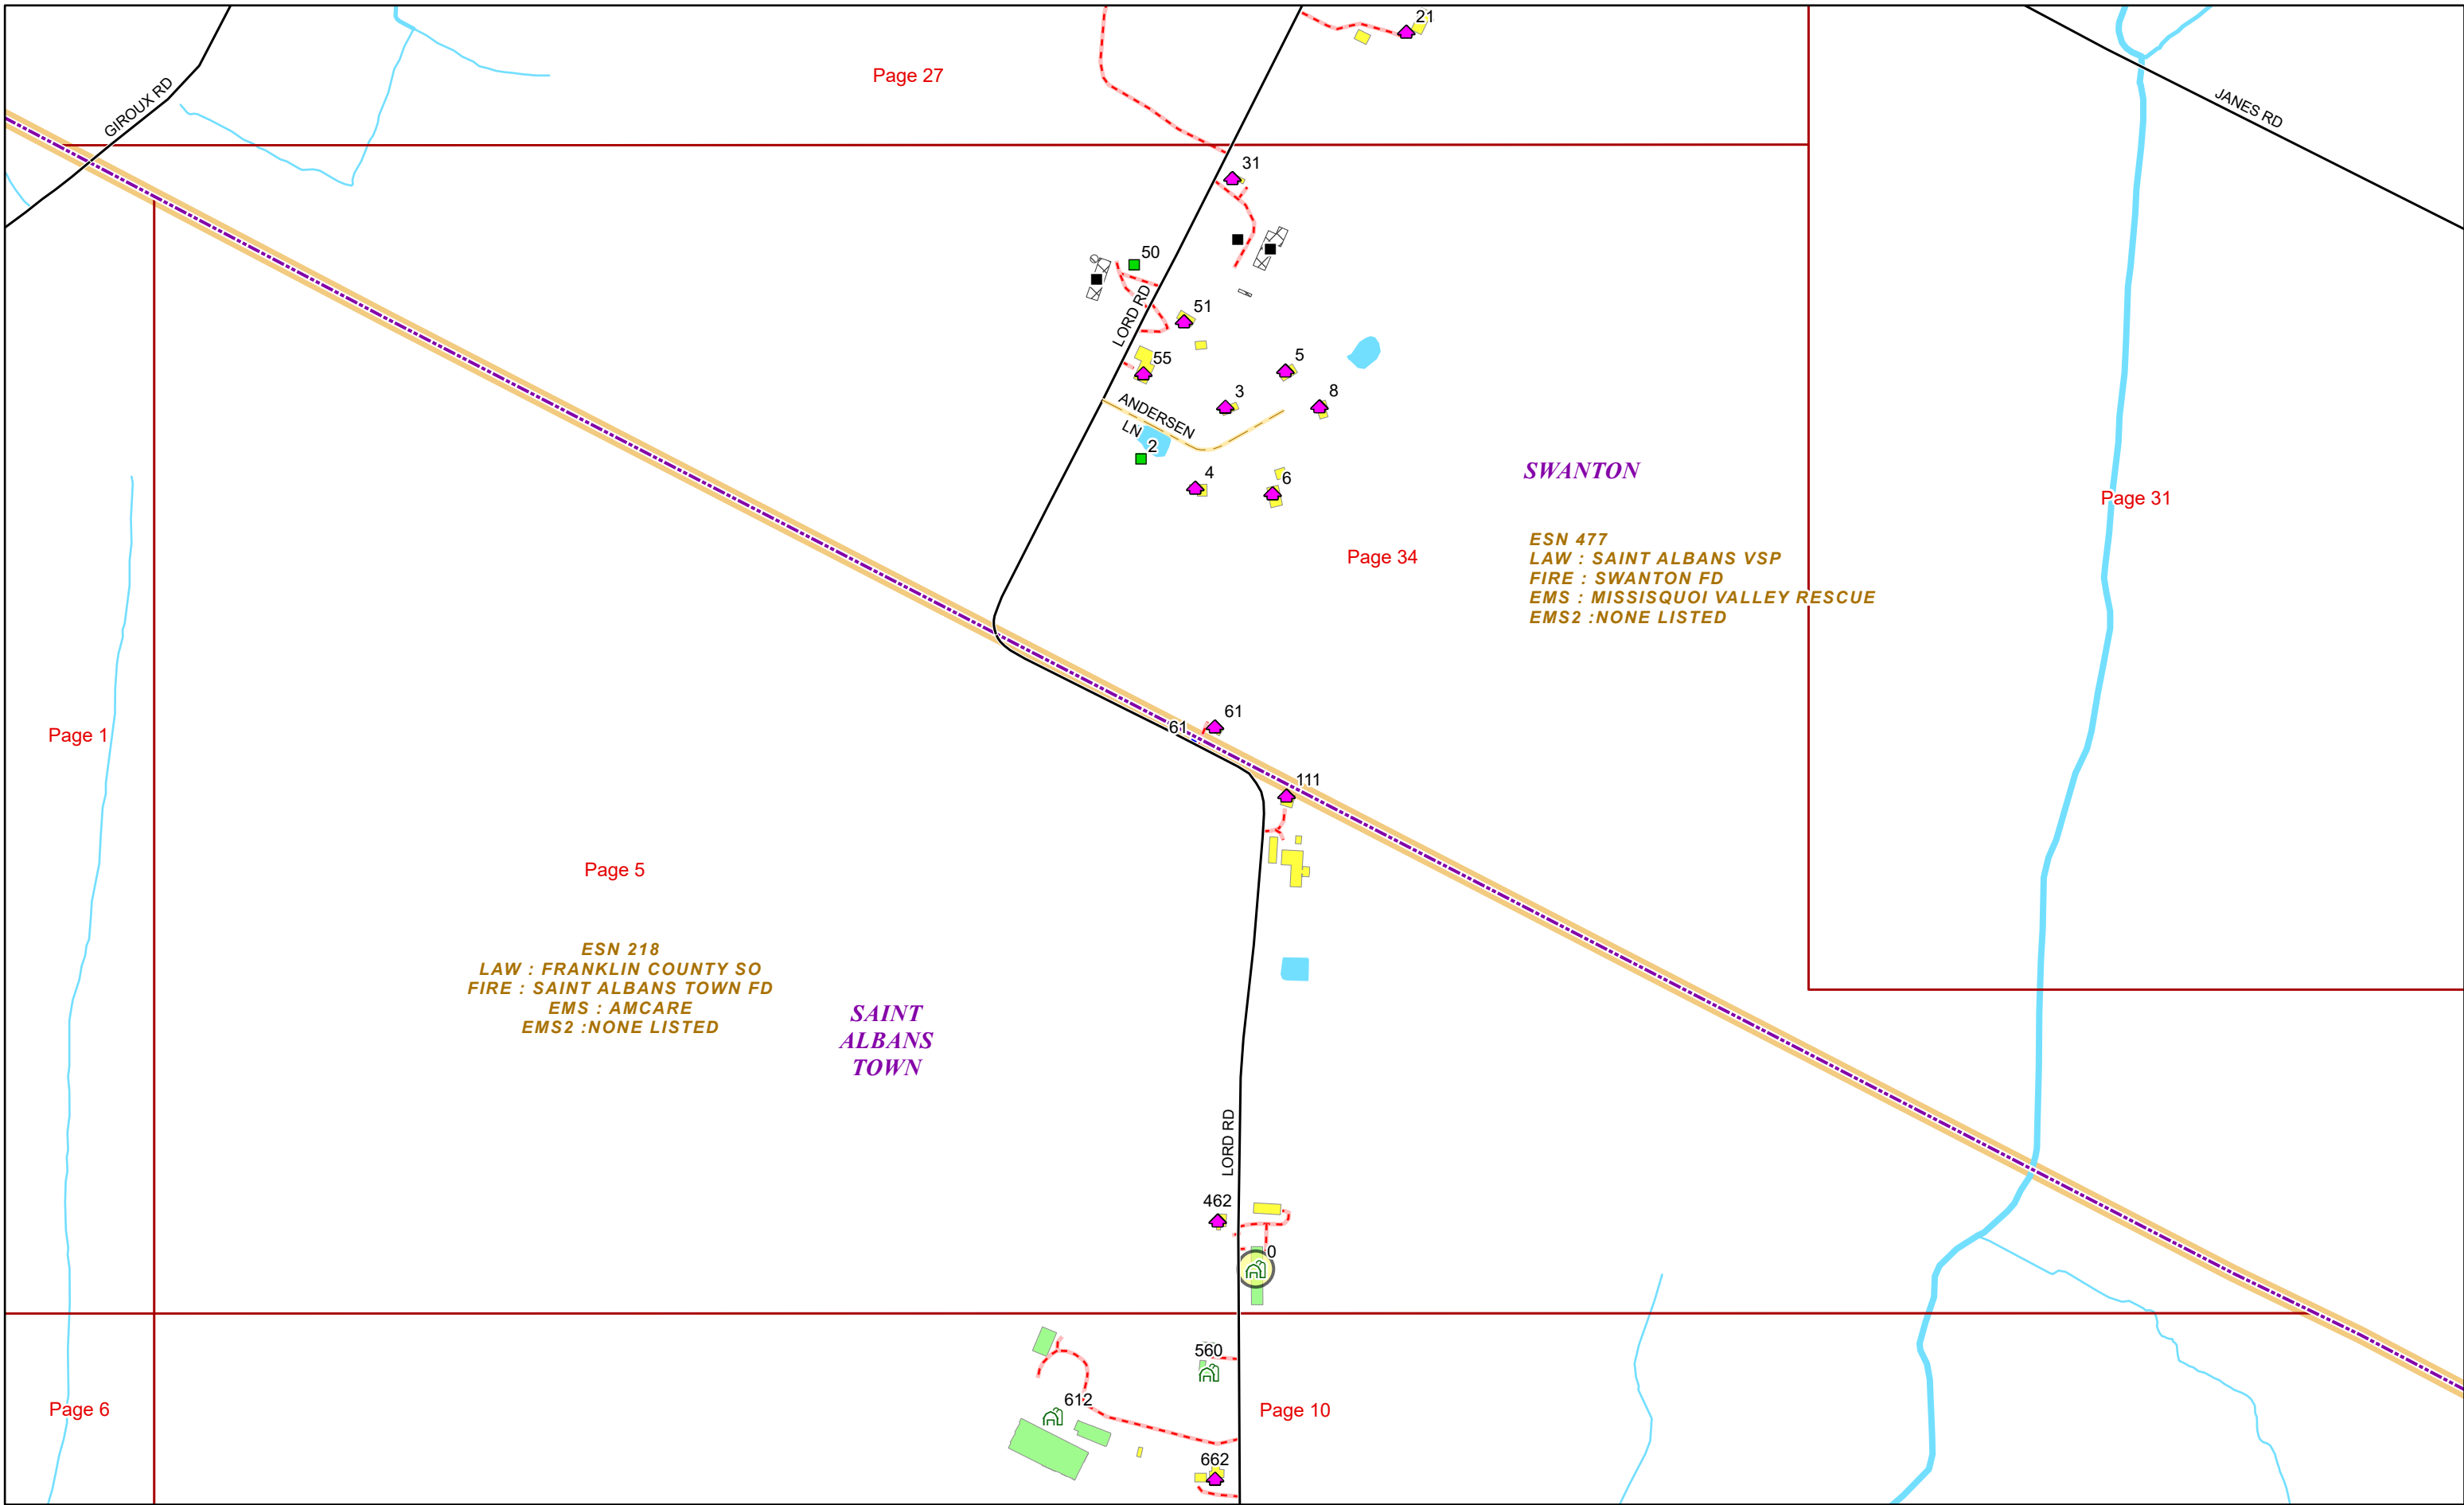 21
Page 27
GIROUX RD
JANES RD
31
50
LORD RD
51
55
5
3
8
ANDERSEN
LN
2
4
6
SWANTON
Page 31
ESN 477
LAW : SAINT ALBANS VSP
FIRE : SWANTON FD
EMS : MISSISQUOI VALLEY RESCUE
EMS2 :NONE LISTED
Page 34
61
61
Page 1
111
Page 5
ESN 218
LAW : FRANKLIN COUNTY SO
FIRE : SAINT ALBANS TOWN FD
EMS : AMCARE
EMS2 :NONE LISTED
SAINT
ALBANS
TOWN
LORD RD
462
0
560
612
Page 6
Page 10
662